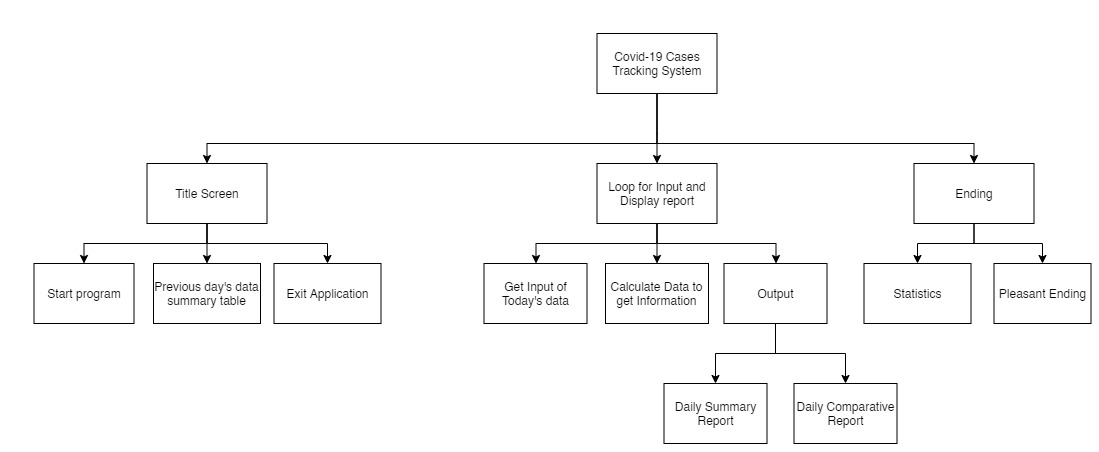 Covid-19 Cases
Tracking System
Title Screen
Loop for Input and
Display report
Ending
Start program
Previous day's data
summary table
Exit Application
Get Input of
Today's data
Calculate Data to
get Information
Output
Statistics
Pleasant Ending
Daily Summary
Report
Daily Comparative
Report